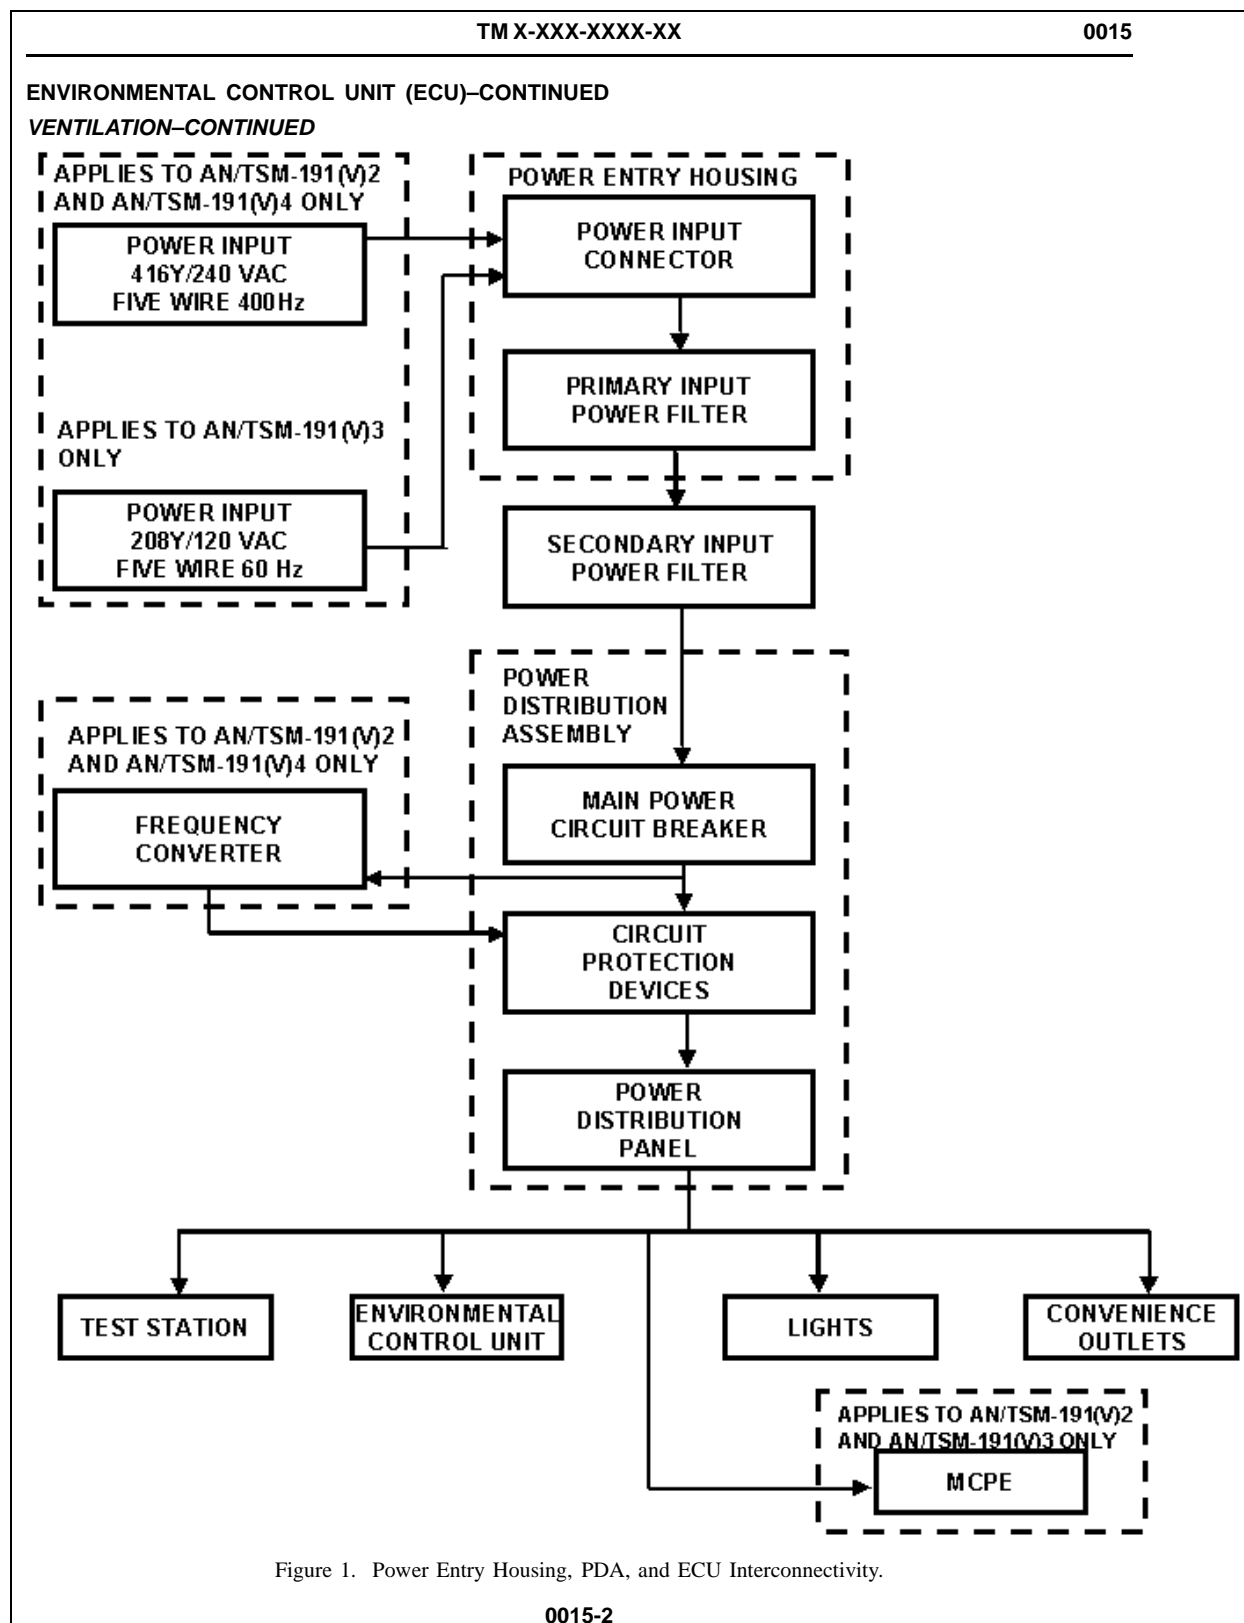 TM X-XXX-XXXX-XX
0015
ENVIRONMENTAL CONTROL UNIT (ECU)–CONTINUED
VENTILATION–CONTINUED
APPLIES TO AN/TSM-191(V)2
AND AN/TSM-191(V)4 ONLY
POWER INPUT
416Y/240 VAC
FIVE WIRE 400Hz
APPLIES TO AN/TSM-191(V)3
ONLY
POWER INPUT
208Y/120 VAC
FIVE WIRE 60 Hz
POWER ENTRY HOUSING
POWER INPUT
CONNECTOR
PRIMARY INPUT
POWER FILTER
SECONDARY INPUT
POWER FILTER
POWER
DISTRIBUTION
ASSEMBLY
MAIN POWER
CIRCUIT BREAKER
APPLIES TO AN/TSM-191(V)2
AND AN/TSM-191(V)4 ONLY
FREQUENCY
CONVERTER
CIRCUIT
PROTECTION
DEVICES
POWER
DISTRIBUTION
PANEL
TEST STATION
ENVIRONMENTAL
CONTROL UNIT
LIGHTS
CONVENIENCE
OUTLETS
APPLIES TO AN/TSM-191(V)2
AND AN/TSM-191(V)3 ONLY
MCPE
Figure 1. Power Entry Housing, PDA, and ECU Interconnectivity.
0015-2